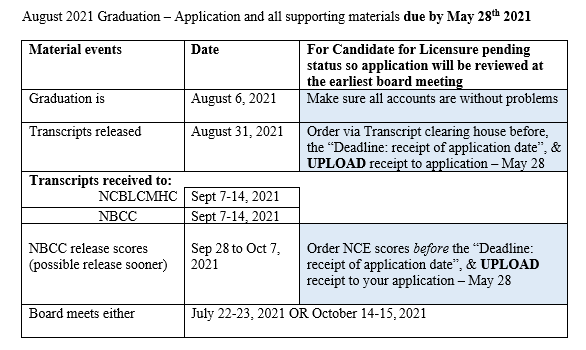 August 2021 Graduation – Application and all supporting materials due by May 28th 2021
Material events
Date
For Candidate for Licensure pending
status so application will be reviewed at
the earliest board meeting
Graduation is
August 6, 2021
Make sure all accounts are without problems
Transcripts released
August 31, 2021
Order via Transcript clearing house before,
the “Deadline: receipt of application date”, &
UPLOAD receipt to application – May 28
Transcripts received to:
NCBLCMHC
Sept 7-14, 2021
NBCC
Sept 7-14, 2021
NBCC release scores
(possible release sooner)
Sep 28 to Oct 7,
2021
Order NCE scores before the “Deadline:
receipt of application date”, & UPLOAD
receipt to your application – May 28
Board meets either
July 22-23, 2021 OR October 14-15, 2021